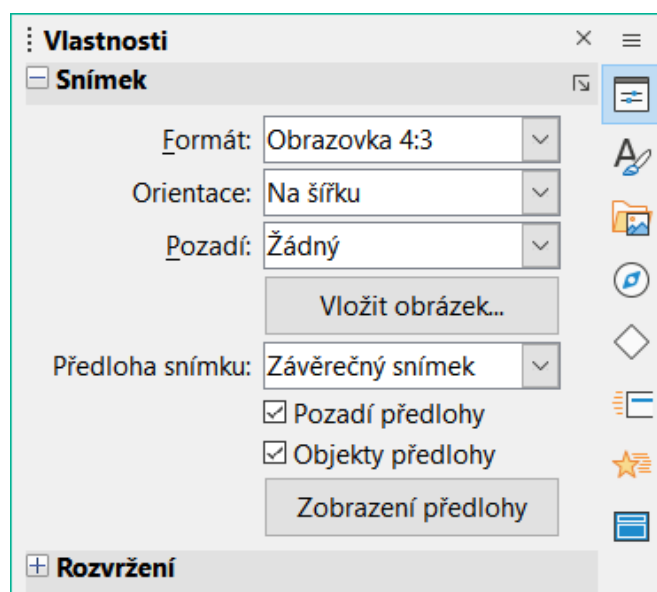 Vlastnosti
Snímek
Formát: Obrazovka 4:3
Orientace: Na šířku
Pozadí: Žádný
Vložit obrázek...
Předloha snímku: Závěrečný snímek
Pozadí předlohy
Objekty předlohy
Zobrazení předlohy
Rozvržení